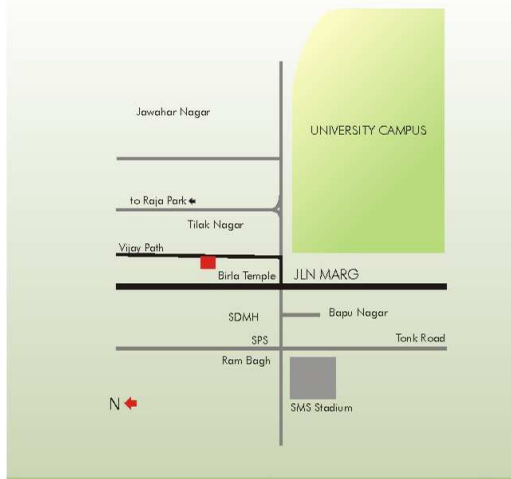 Jawahar Nagar
UNIVERSITY CAMPUS
to Raja Park
Tilak Nagar
Vijay Path
Birla Temple
JLN MARG
SDMH
Bapu Nagar
SPS
Tonk Road
Ram Bagh
N
SMS Stadium